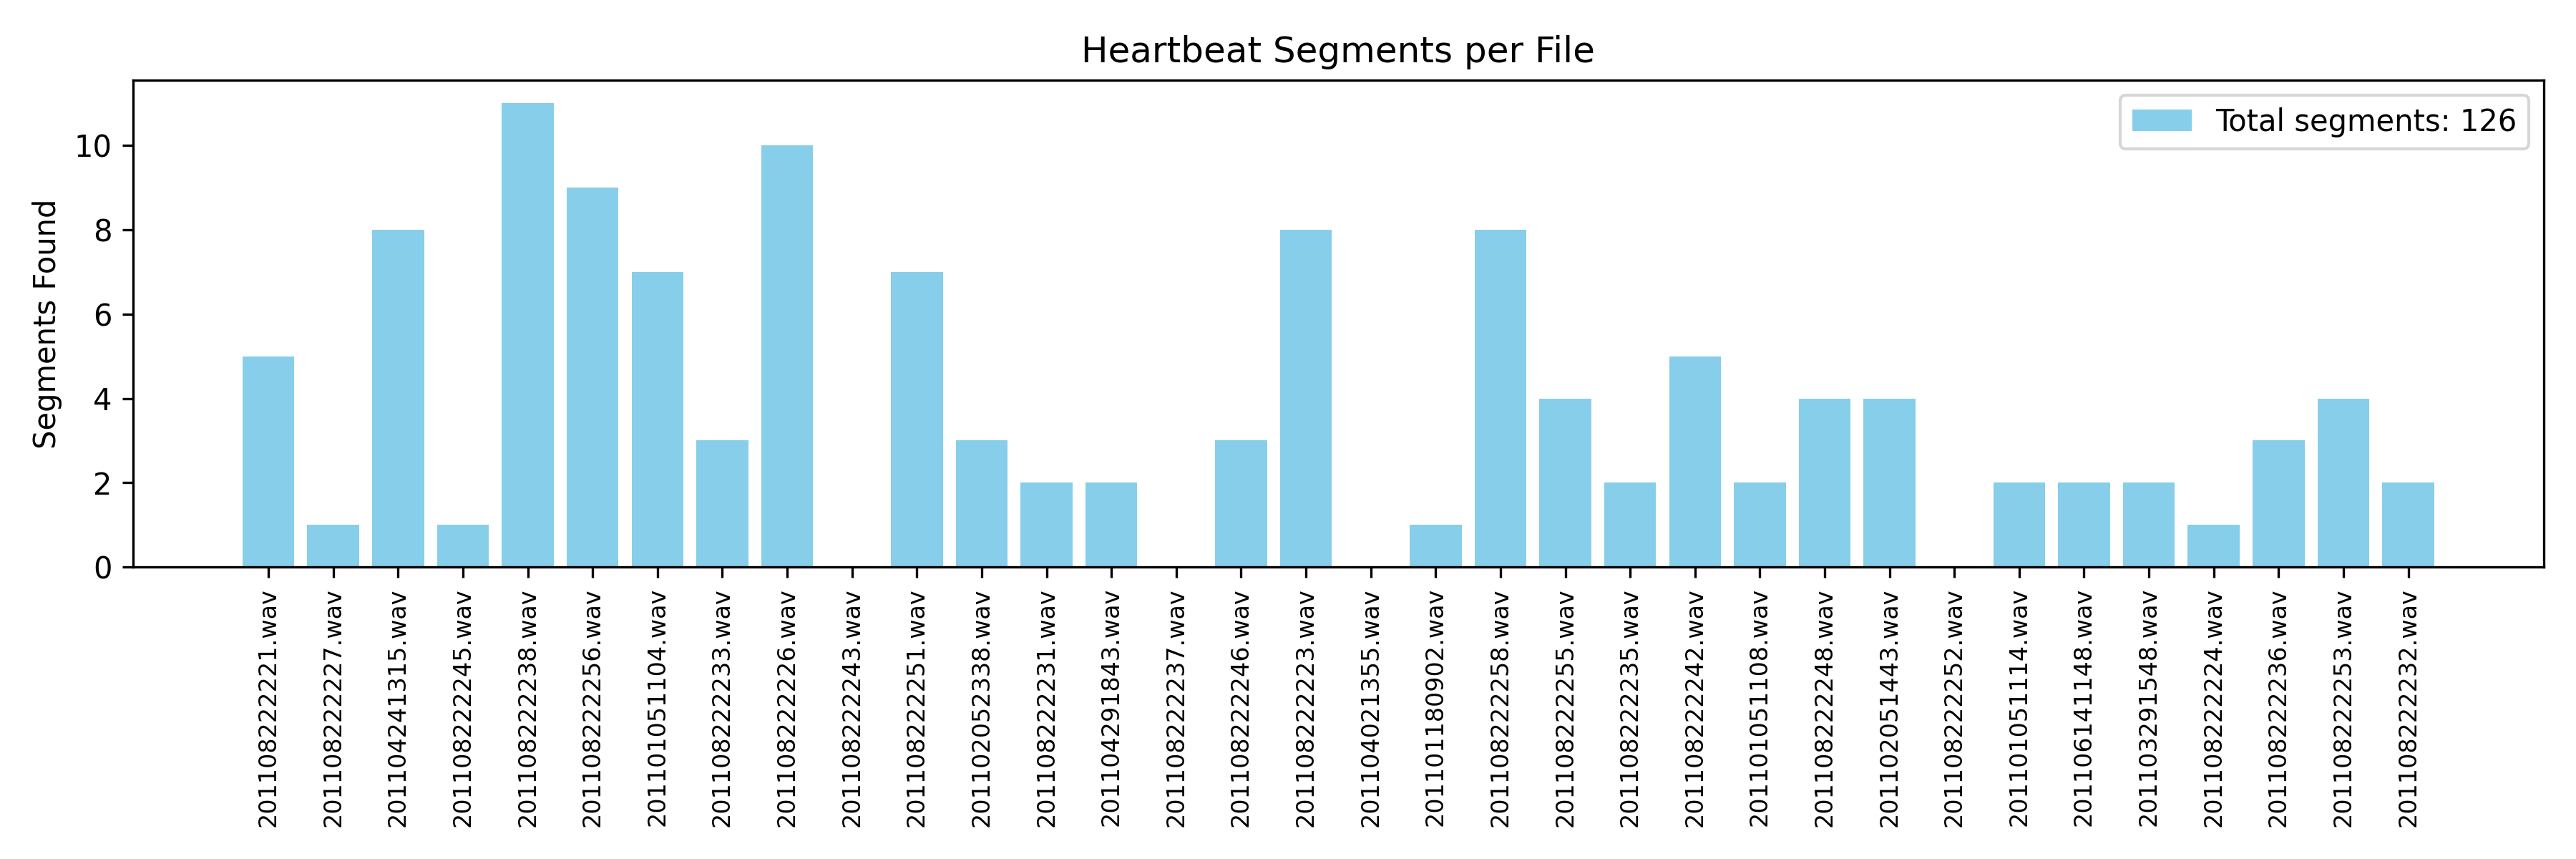 Heartbeat Segments per File
Total segments: 126
Segments Found
10
8
6
4
2
0
201108222221.wav
201108222227.wav
201104241315.wav
201108222245.wav
201108222238.wav
201108222256.wav
201101051104.wav
201108222233.wav
201108222226.wav
201108222243.wav
201108222251.wav
201102052338.wav
201108222231.wav
201104291843.wav
201108222237.wav
201108222246.wav
201108222223.wav
201104021355.wav
201101180902.wav
201108222258.wav
201108222255.wav
201108222235.wav
201108222242.wav
201101051108.wav
201108222248.wav
201102051443.wav
201108222252.wav
201101051114.wav
201106141148.wav
201103291548.wav
201108222224.wav
201108222236.wav
201108222253.wav
201108222232.wav